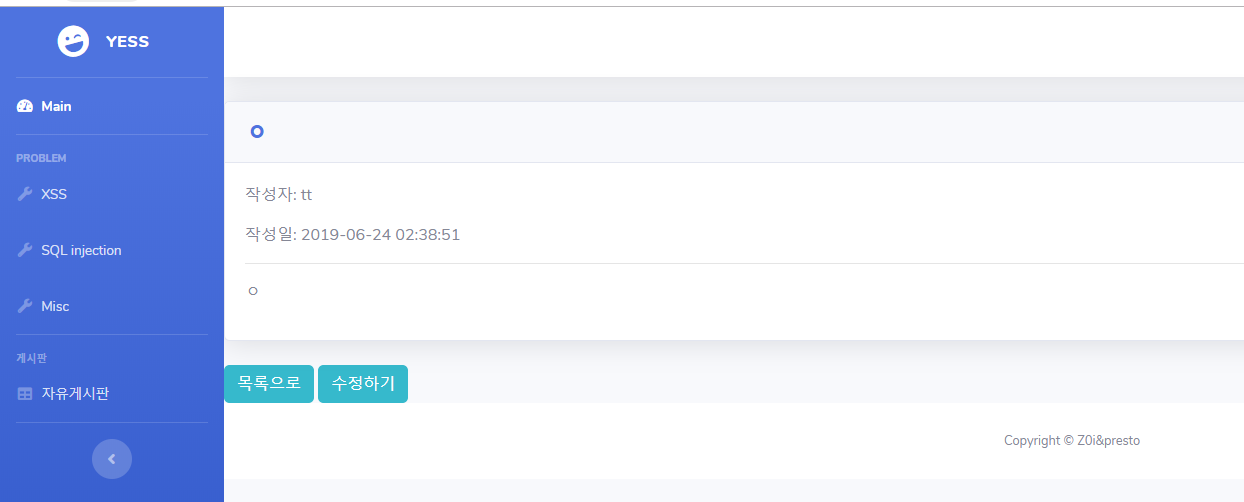 YESS
Main
PROBLEM
XSS
SQL injection
Misc
게시판
자유게시판
ㅇ
작성자: tt
작성일: 2019-06-24 02:38:51
ㅇ
목록으로 수정하기
Copyright © Z0i&presto